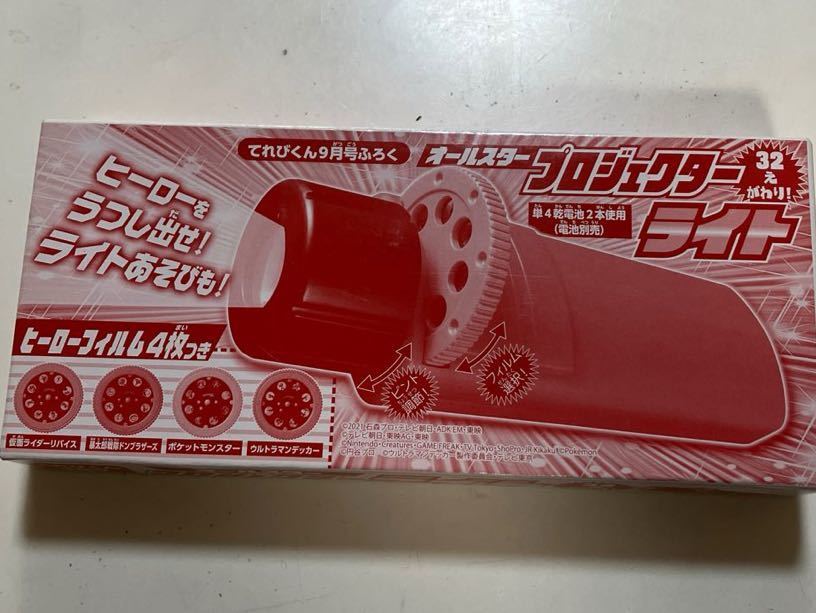 てれびくん9月号ふろく
オールスター
プロジェクター
ライト
32え
がわり!
単4乾電池2本使用
(電池別売)
ヒーローを
うつし出せ!
ライトあそびも!
ヒーローフィルム4枚つき
ピント
調節!
フィルム
選択!
仮面ライダーリバイス
暴太郎戦隊ドンブラザーズ
ポケットモンスター
ウルトラマンデッカー
©2021 石森プロ・テレビ朝日・ADK EM・東映
©テレビ朝日・東映AG・東映
©Nintendo・Creatures・GAME FREAK・TV Tokyo・ShoPro・JR Kikaku ©Pokémon
©円谷プロ ©ウルトラマンデッカー製作委員会・テレビ東京